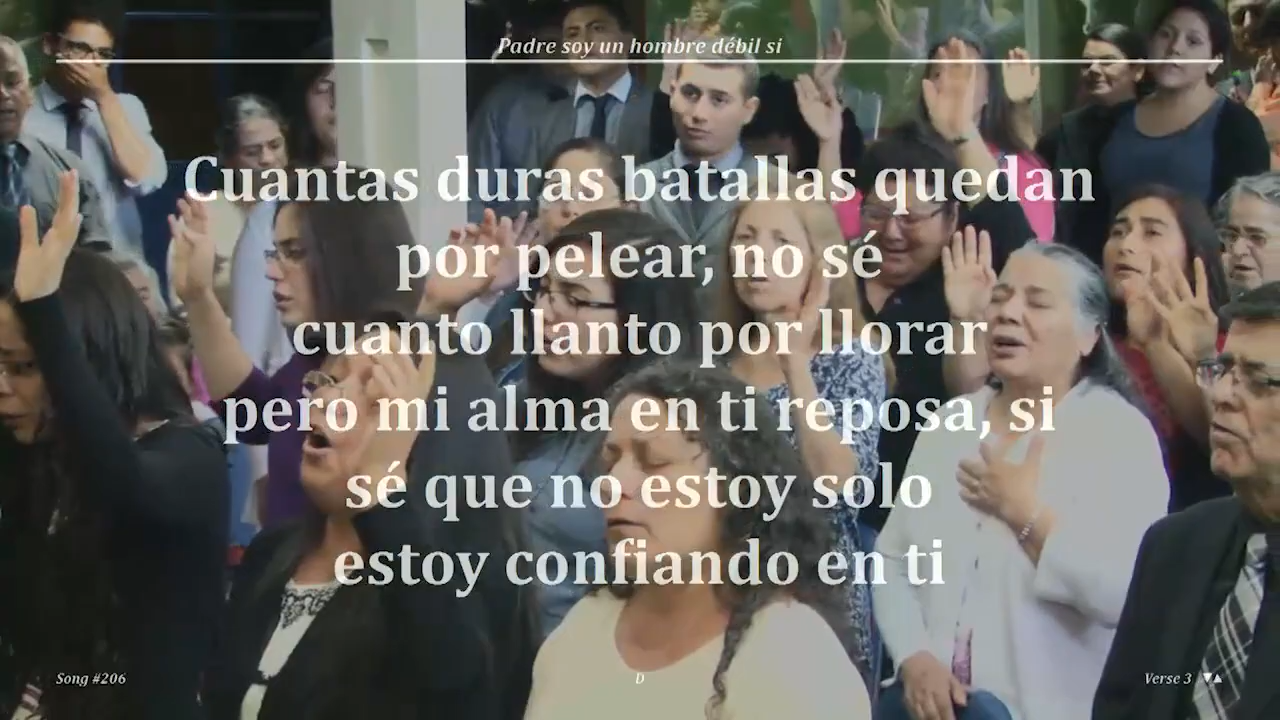 Padre soy un hombre débil si
Cuantas duras batallas quedan
por pelear, no sé
cuanto llanto por llorar
pero mi alma en ti reposa, si
sé que no estoy solo
estoy confiando en ti
Song #206
D
Verse 3 ▼▲